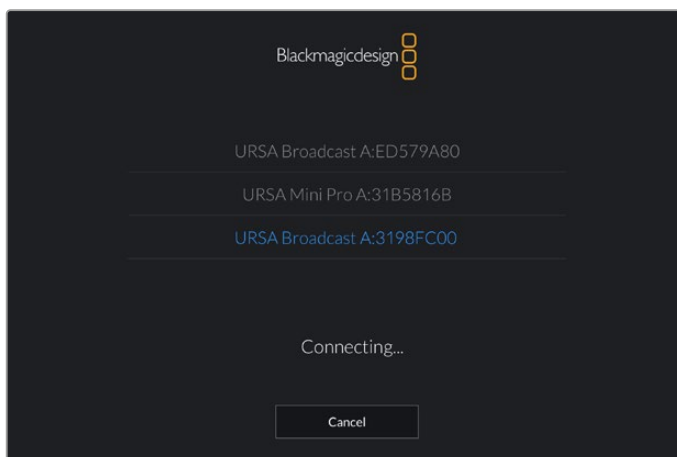 Blackmagicdesign
URSA Broadcast A:ED579A80
URSA Mini Pro A:31B5816B
URSA Broadcast A:3198FC00
Connecting...
Cancel